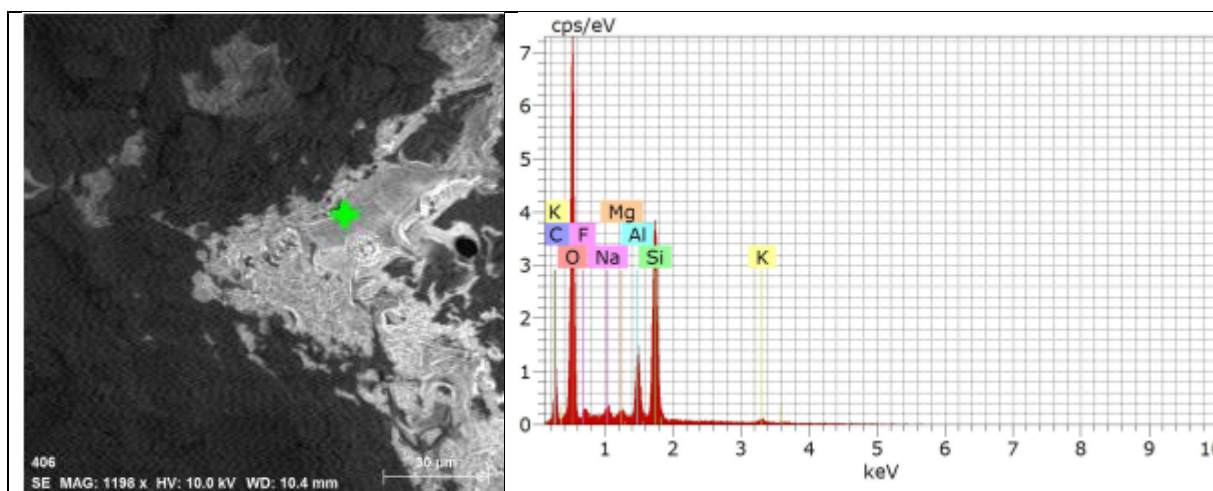 406
30 µm
SE MAG: 1198 x HV: 10.0 kV WD: 10.4 mm
cps/eV
7
6
5
4
3
2
1
0
K Mg
C F Al
O Na Si K
1 2 3 4 5 6 7 8 9 10
keV